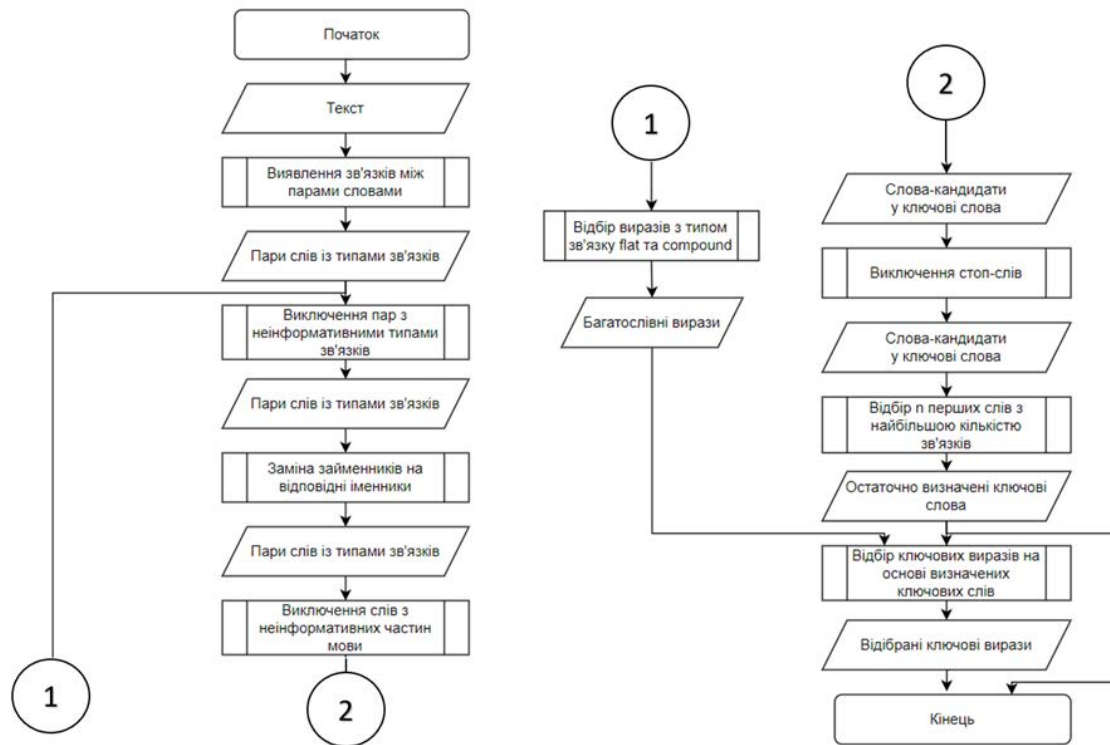 Початок
Текст
Виявлення зв'язків між
парами словами
Пари слів із типами зв'язків
Виключення пар з
неінформативними типами
зв'язків
Пари слів із типами зв'язків
Заміна займенників на
відповідні іменники
Пари слів із типами зв'язків
Виключення слів з
неінформативних частин
мови
1
2
1
Відбір виразів з типом
зв'язку flat та compound
Багатослівні вирази
2
Слова-кандидати
у ключові слова
Виключення стоп-слів
Слова-кандидати
у ключові слова
Відбір n перших слів з
найбільшою кількістю
зв'язків
Остаточно визначені ключові
слова
Відбір ключових виразів на
основі визначених
ключових слів
Відібрані ключові вирази
Кінець